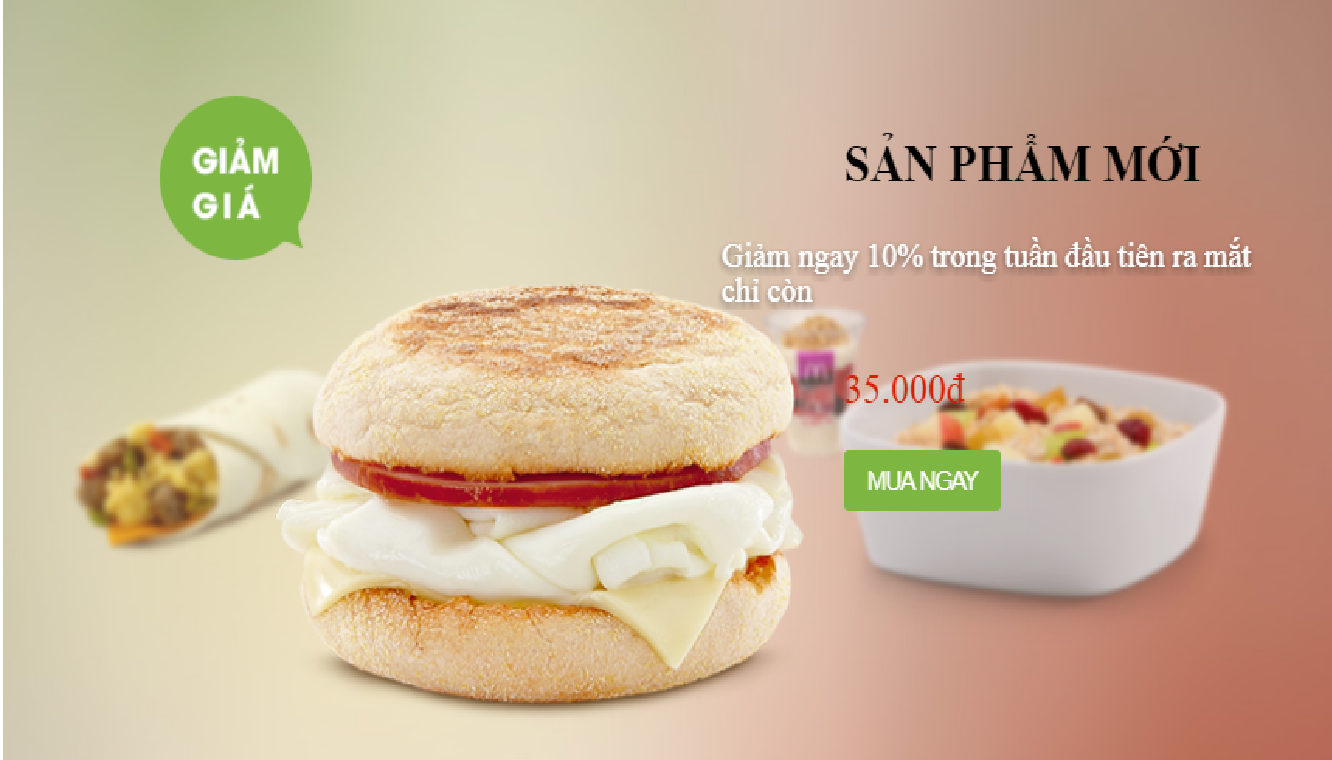 GIẢM
GIÁ
SẢN PHẨM MỚI
Giảm ngay 10% trong tuần đầu tiên ra mắt
chỉ còn
35.000đ
MUA NGAY